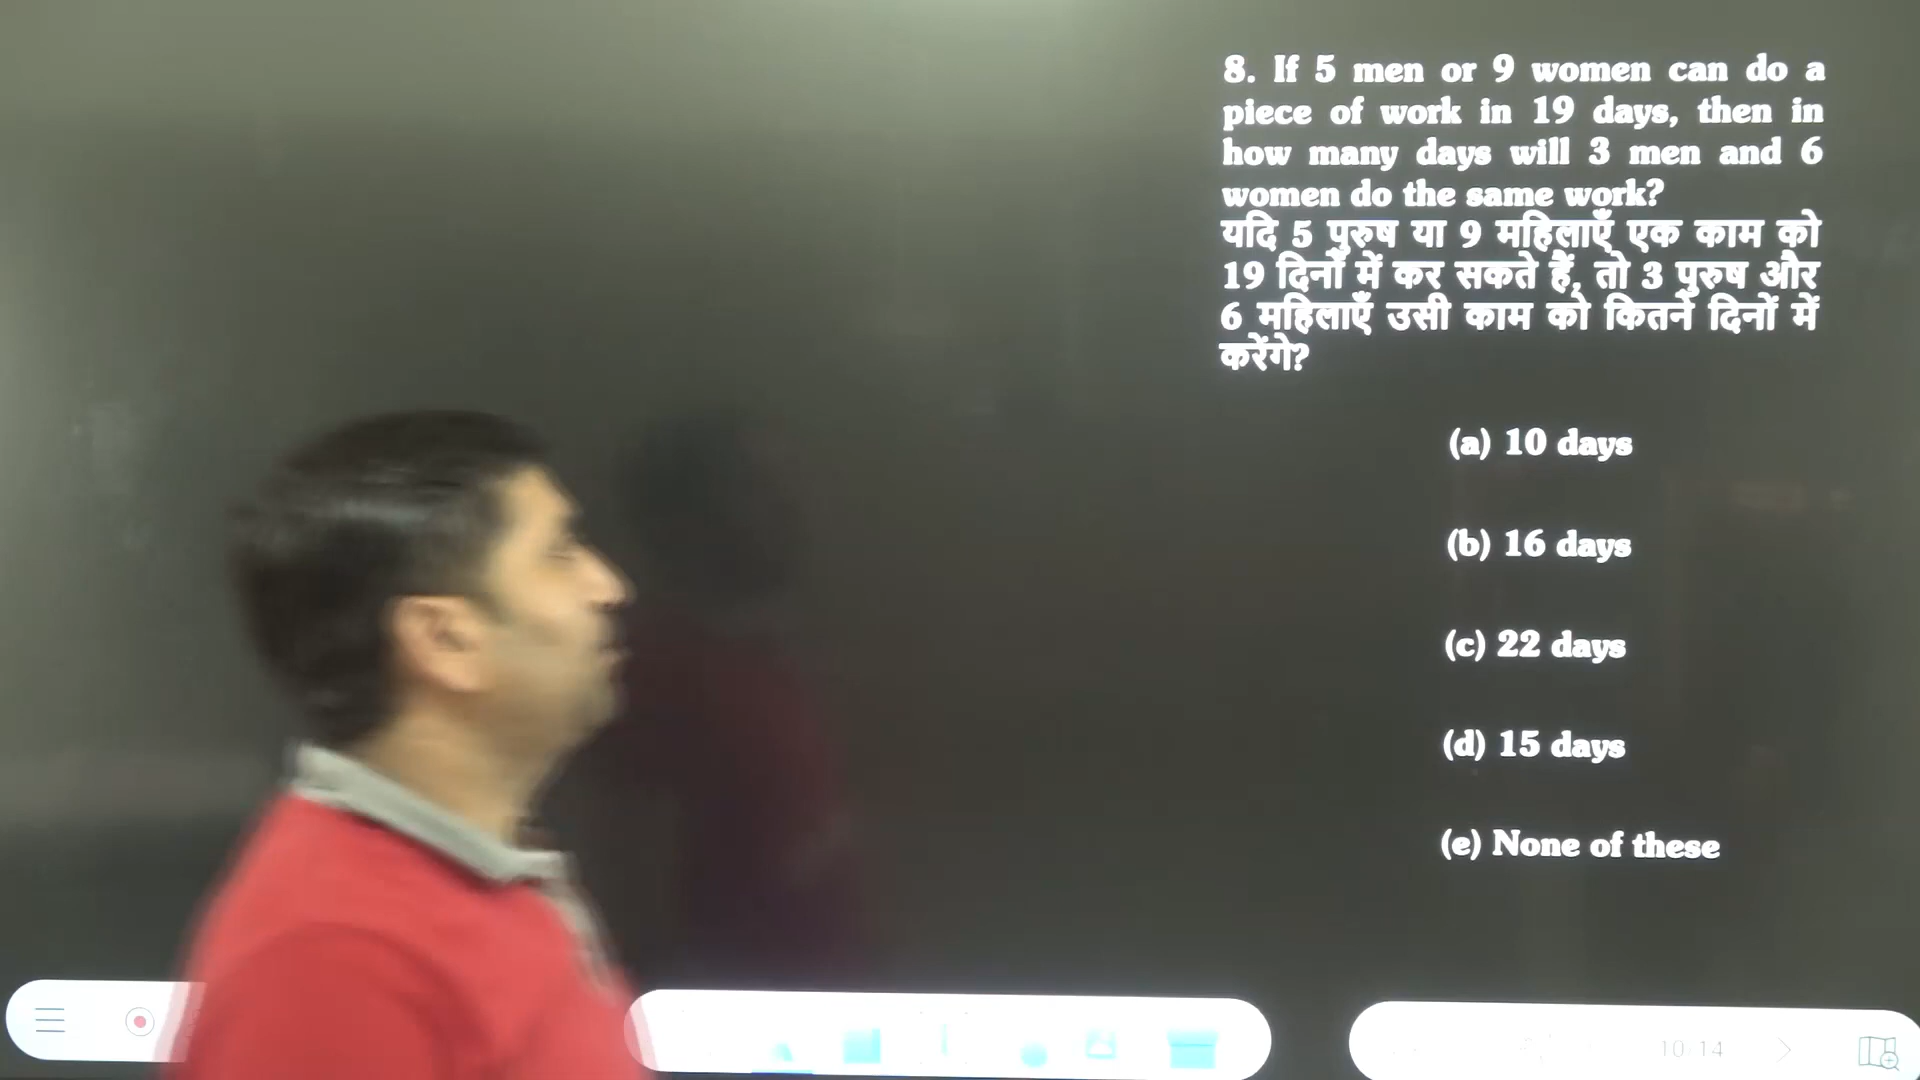 8. If 5 men or 9 women can do a
piece of work in 19 days, then in
how many days will 3 men and 6
women do the same work?
यदि 5 पुरुष या 9 महिलाएँ एक काम को
19 दिनों में कर सकते हैं, तो 3 पुरुष और
6 महिलाएँ उसी काम को कितने दिनों में
करेंगे?
(a) 10 days
(b) 16 days
(c) 22 days
(d) 15 days
(e) None of these
10/14